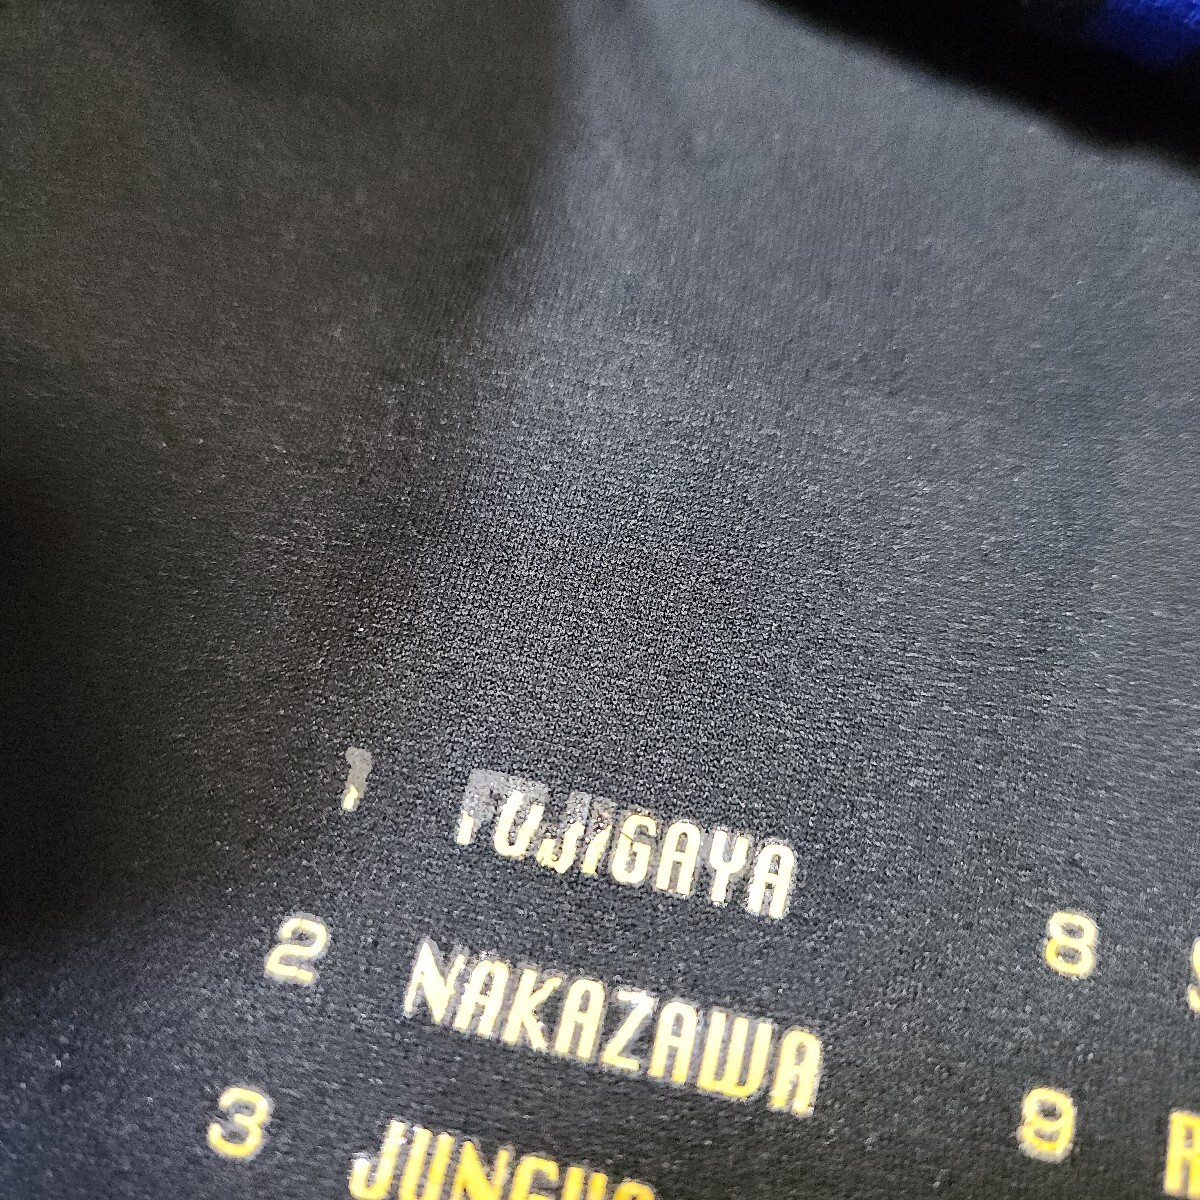 1 FUJIGAYA
2 NAKAZAWA 8
3 9